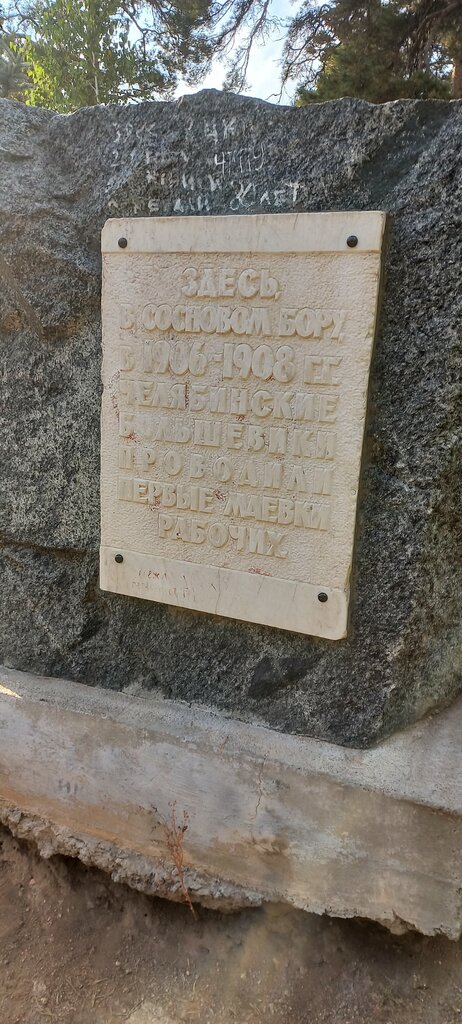 ЗДЕСЬ,
В СОСНОВОМ БОРУ,
В 1906-1908 ГГ.
ЧЕЛЯБИНСКИЕ
БОЛЬШЕВИКИ
ПРОВОДИЛИ
ПЕРВЫЕ МАЕВКИ
РАБОЧИХ.